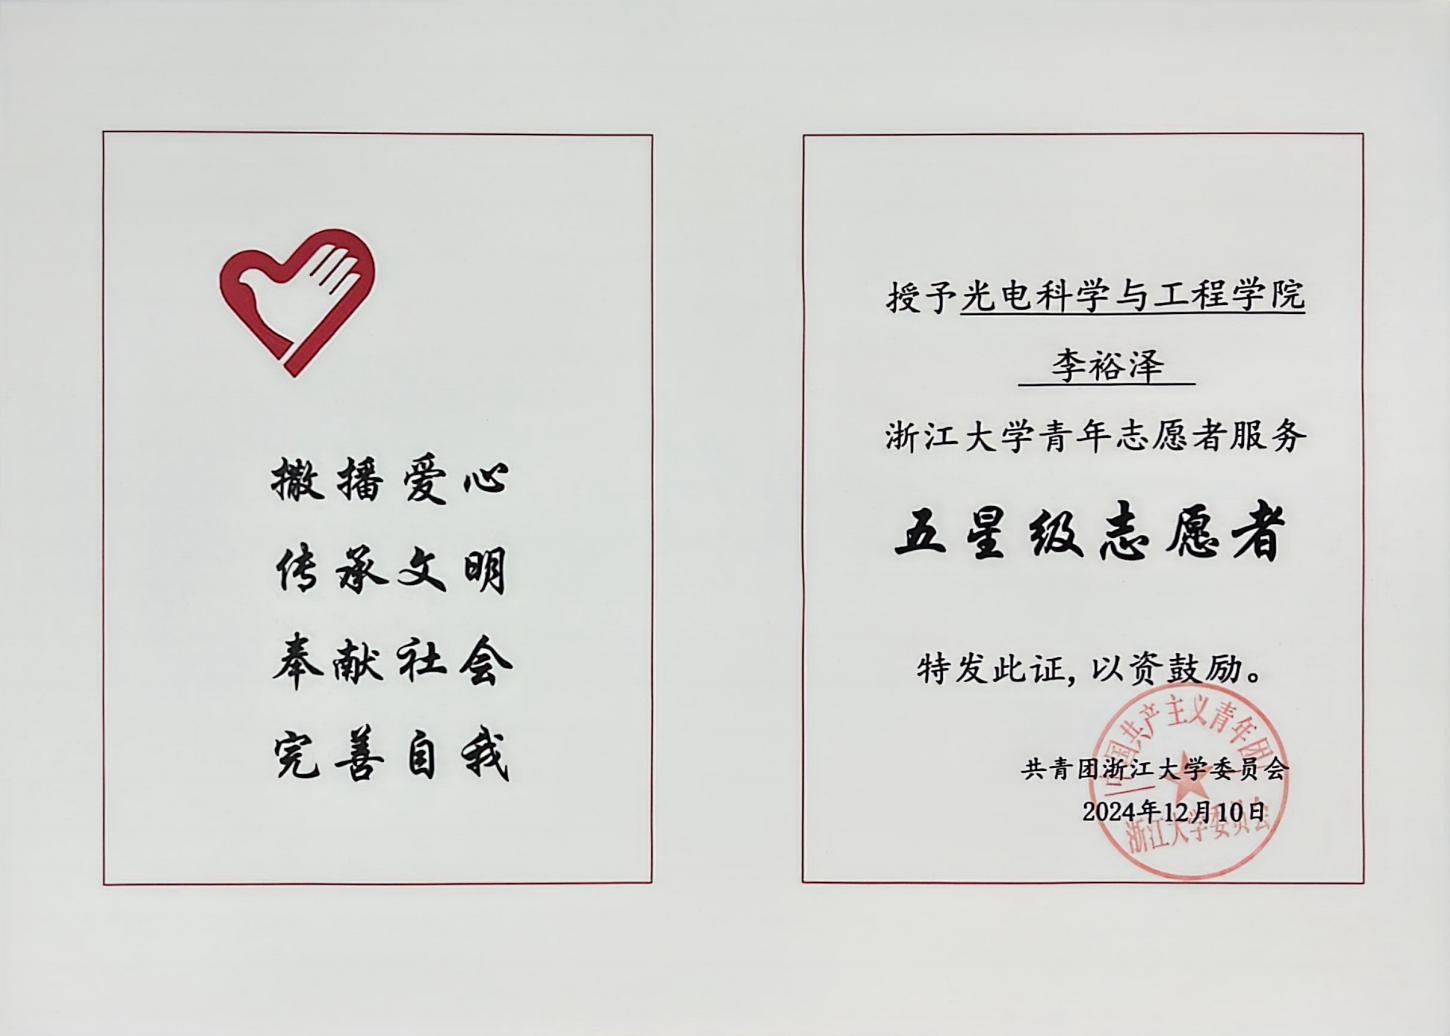 撒播爱心
传承文明
奉献社会
完善自我
授予光电科学与工程学院
李裕泽
浙江大学青年志愿者服务
五星级志愿者
特发此证，以资鼓励。
共青团浙江大学委员会
2024年12月10日
中国共产主义青年团
浙江大学委员会